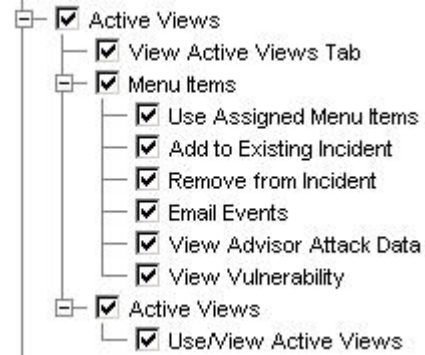 Active Views
View Active Views Tab
Menu Items
Use Assigned Menu Items
Add to Existing Incident
Remove from Incident
Email Events
View Advisor Attack Data
View Vulnerability
Active Views
Use/View Active Views